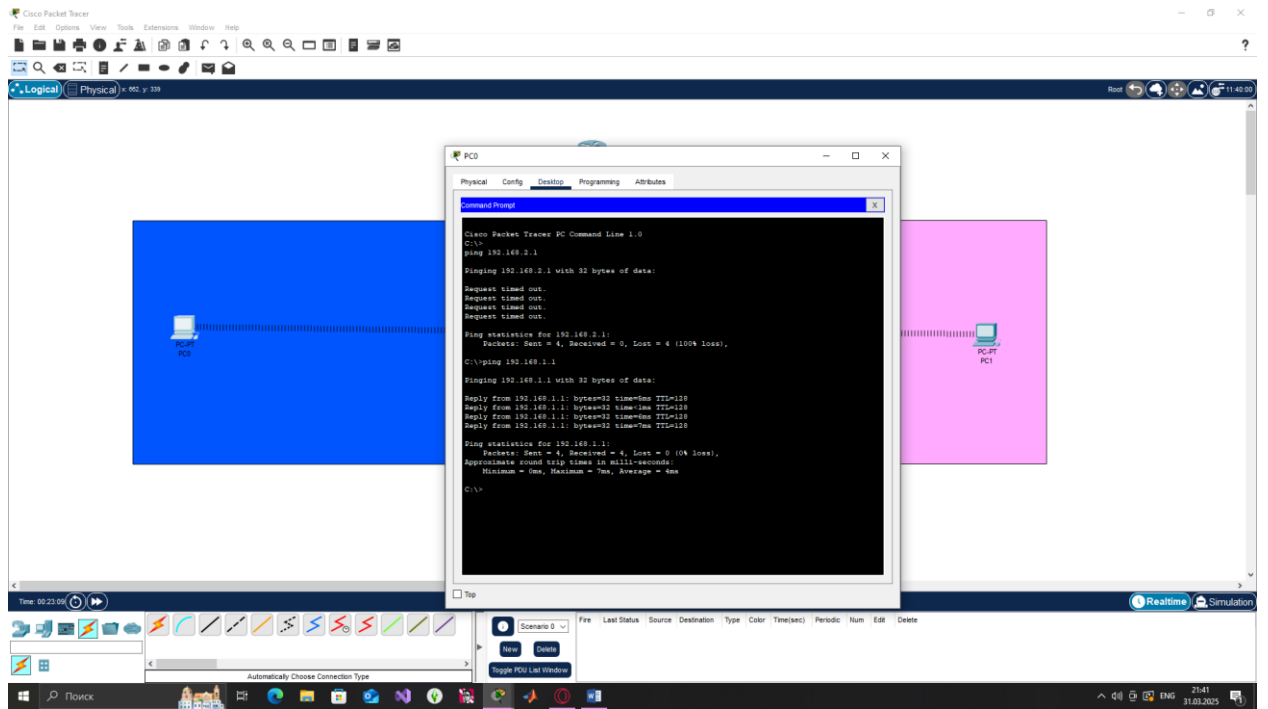 Cisco Packet Tracer
File Edit Options View Tools Extensions Window Help
?
Logical Physical x: 662, y: 339 Root 11:40:00
PC0
Physical Config Desktop Programming Attributes
Command Prompt X
Cisco Packet Tracer PC Command Line 1.0
C:\>
ping 192.168.2.1
Pinging 192.168.2.1 with 32 bytes of data:
Request timed out.
Request timed out.
Request timed out.
Request timed out.
Ping statistics for 192.168.2.1:
Packets: Sent = 4, Received = 0, Lost = 4 (100% loss),
C:\>ping 192.168.1.1
Pinging 192.168.1.1 with 32 bytes of data:
Reply from 192.168.1.1: bytes=32 time=5ms TTL=128
Reply from 192.168.1.1: bytes=32 time<1ms TTL=128
Reply from 192.168.1.1: bytes=32 time=6ms TTL=128
Reply from 192.168.1.1: bytes=32 time=7ms TTL=128
Ping statistics for 192.168.1.1:
Packets: Sent = 4, Received = 4, Lost = 0 (0% loss),
Approximate round trip times in milli-seconds:
Minimum = 0ms, Maximum = 7ms, Average = 4ms
C:\>
Top
PC-PT
PC0
PC-PT
PC1
Time: 00:23:09 Realtime Simulation
Scenario 0
New Delete
Toggle PDU List Window
Fire Last Status Source Destination Type Color Time(sec) Periodic Num Edit Delete
Automatically Choose Connection Type
Поиск
ENG 21:41
31.03.2025